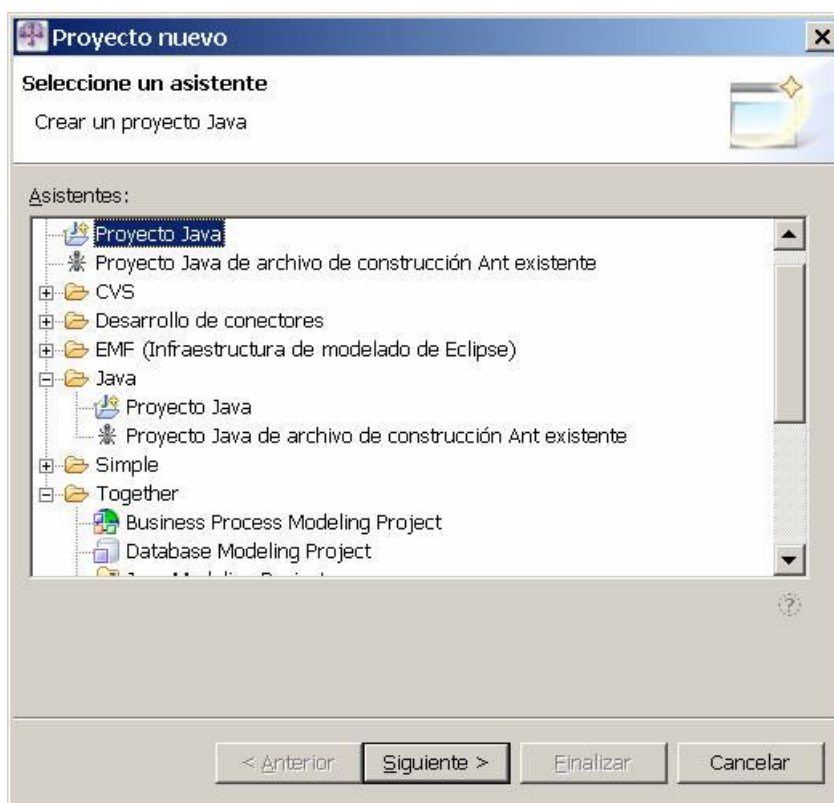 Proyecto nuevo
Seleccione un asistente
Crear un proyecto Java
Asistentes:
Proyecto Java
Proyecto Java de archivo de construcción Ant existente
CVS
Desarrollo de conectores
EMF (Infraestructura de modelado de Eclipse)
Java
Proyecto Java
Proyecto Java de archivo de construcción Ant existente
Simple
Together
Business Process Modeling Project
Database Modeling Project
< Anterior Siguiente > Finalizar Cancelar